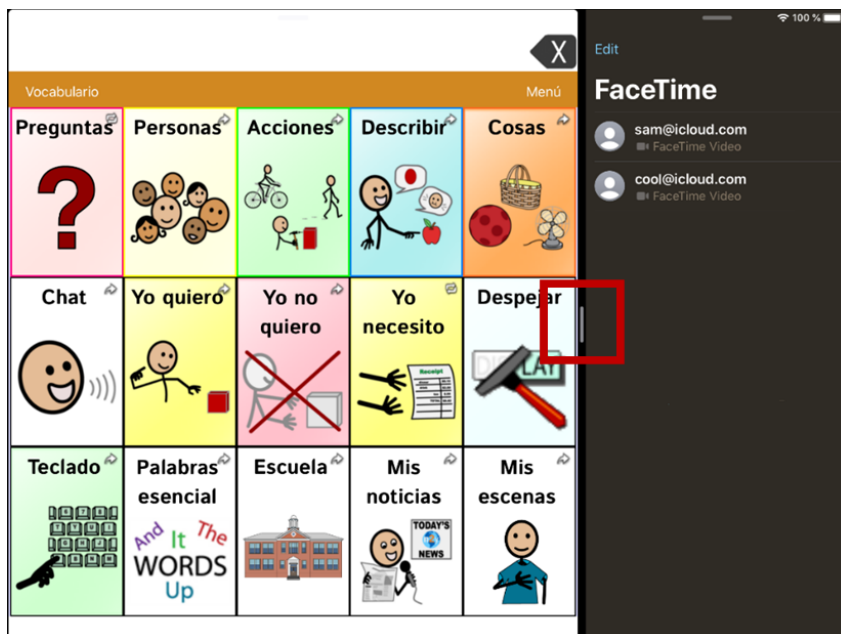 100 %
X
Edit
FaceTime
Vocabulario
Menú
Preguntas
Personas
Acciones
Describir
Cosas
sam@icloud.com
FaceTime Video
cool@icloud.com
FaceTime Video
Chat
Yo quiero
Yo no
quiero
Yo
necesito
Despejar
Receipt
Teclado
Palabras
esencial
And It The
WORDS
Up
Escuela
Mis
noticias
TODAY'S
NEWS
Mis
escenas